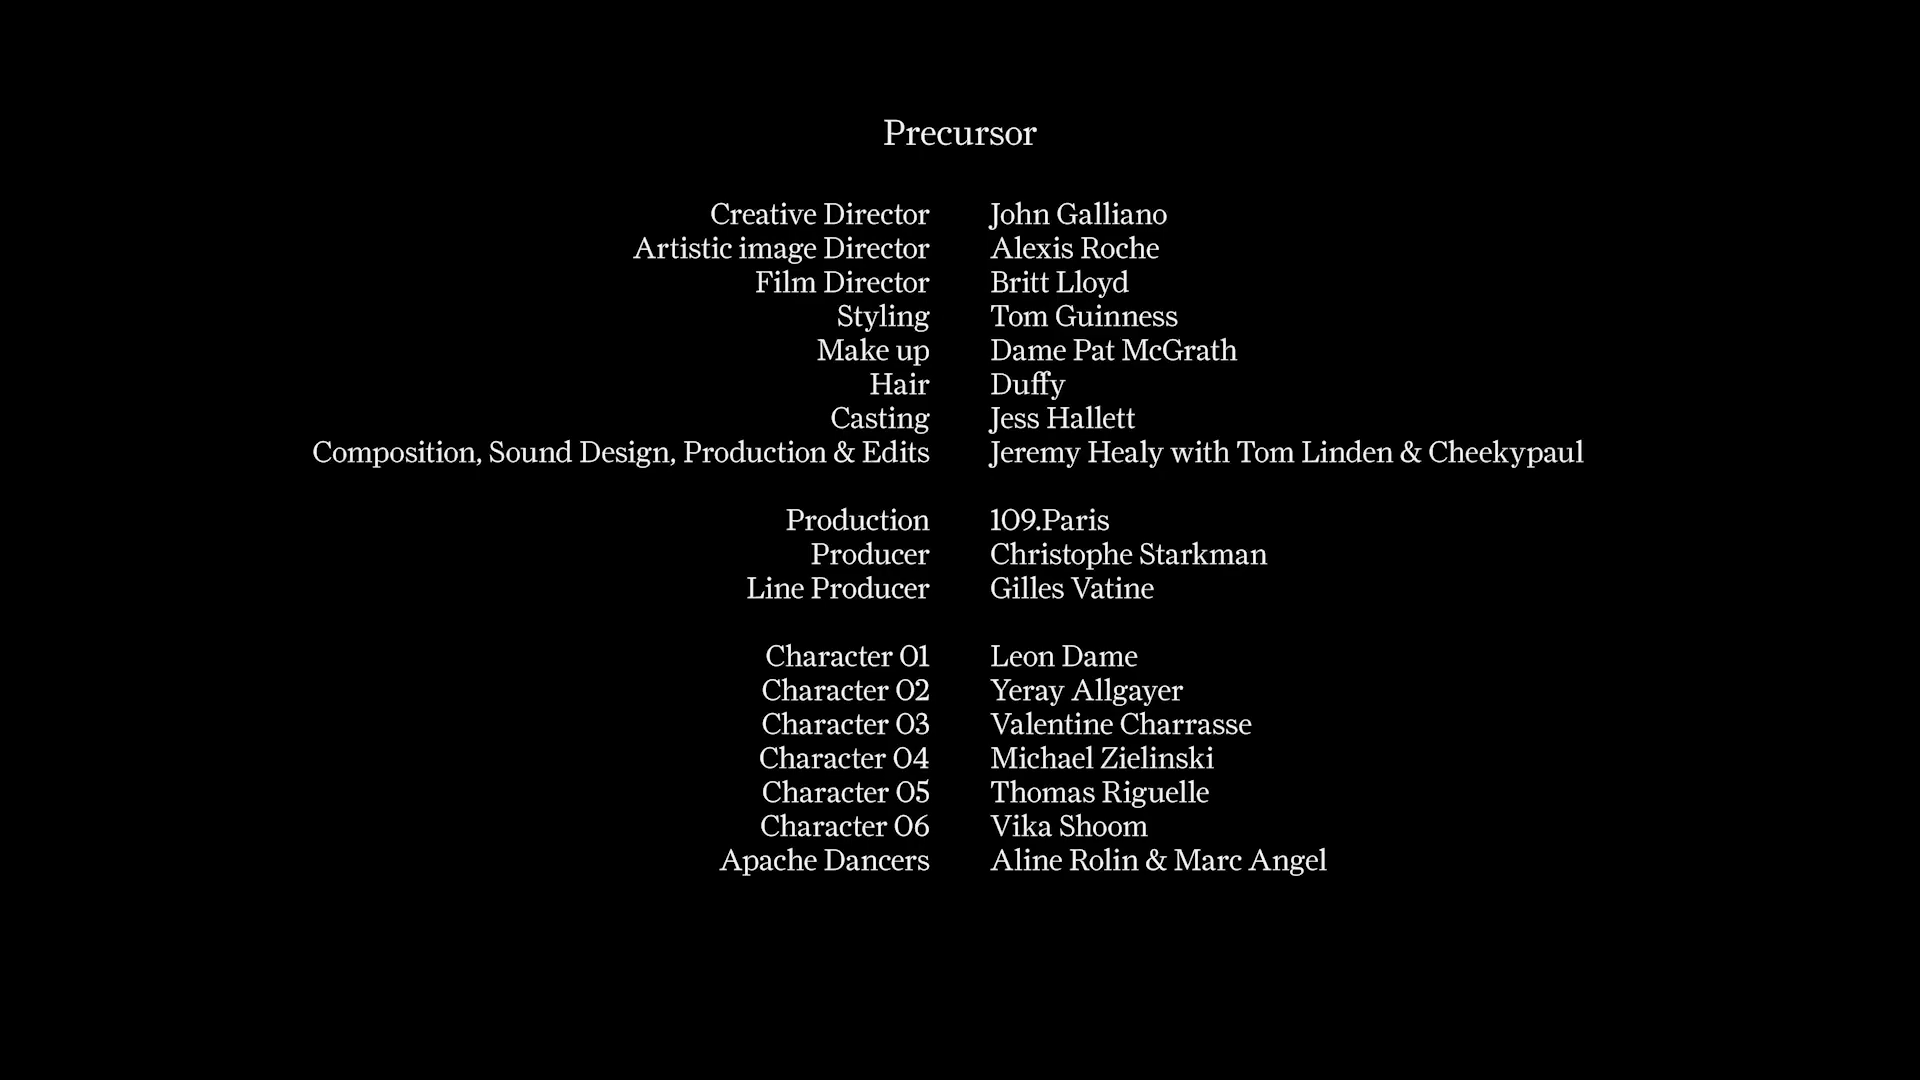 Precursor
Creative Director John Galliano
Artistic image Director Alexis Roche
Film Director Britt Lloyd
Styling Tom Guinness
Make up Dame Pat McGrath
Hair Duffy
Casting Jess Hallett
Composition, Sound Design, Production & Edits Jeremy Healy with Tom Linden & Cheekypaul
Production 109.Paris
Producer Christophe Starkman
Line Producer Gilles Vatine
Character 01 Leon Dame
Character 02 Yeray Allgayer
Character 03 Valentine Charrasse
Character 04 Michael Zielinski
Character 05 Thomas Riguelle
Character 06 Vika Shoom
Apache Dancers Aline Rolin & Marc Angel